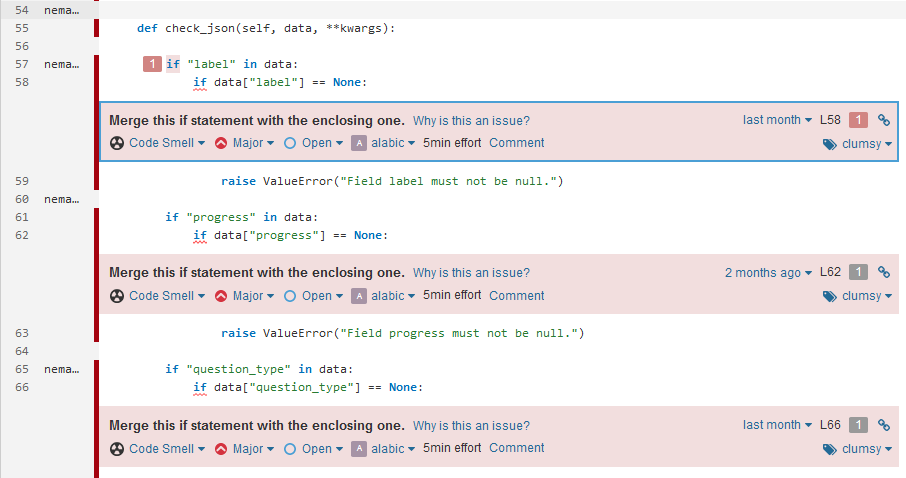 54 nema…
55 def check_json(self, data, **kwargs):
56
57 nema… 1 if "label" in data:
58 if data["label"] == None:
Merge this if statement with the enclosing one. Why is this an issue? last month L58 1
Code Smell Major Open A alabic 5min effort Comment clumsy
59 raise ValueError("Field label must not be null.")
60 nema…
61 if "progress" in data:
62 if data["progress"] == None:
Merge this if statement with the enclosing one. Why is this an issue? 2 months ago L62 1
Code Smell Major Open A alabic 5min effort Comment clumsy
63 raise ValueError("Field progress must not be null.")
64
65 nema… if "question_type" in data:
66 if data["question_type"] == None:
Merge this if statement with the enclosing one. Why is this an issue? last month L66 1
Code Smell Major Open A alabic 5min effort Comment clumsy